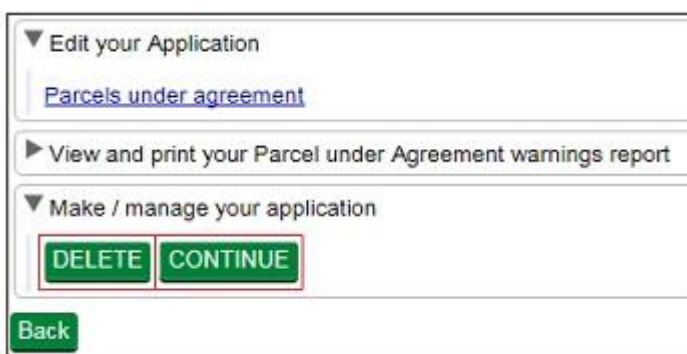 Edit your Application
Parcels under agreement
View and print your Parcel under Agreement warnings report
Make / manage your application
DELETE CONTINUE
Back